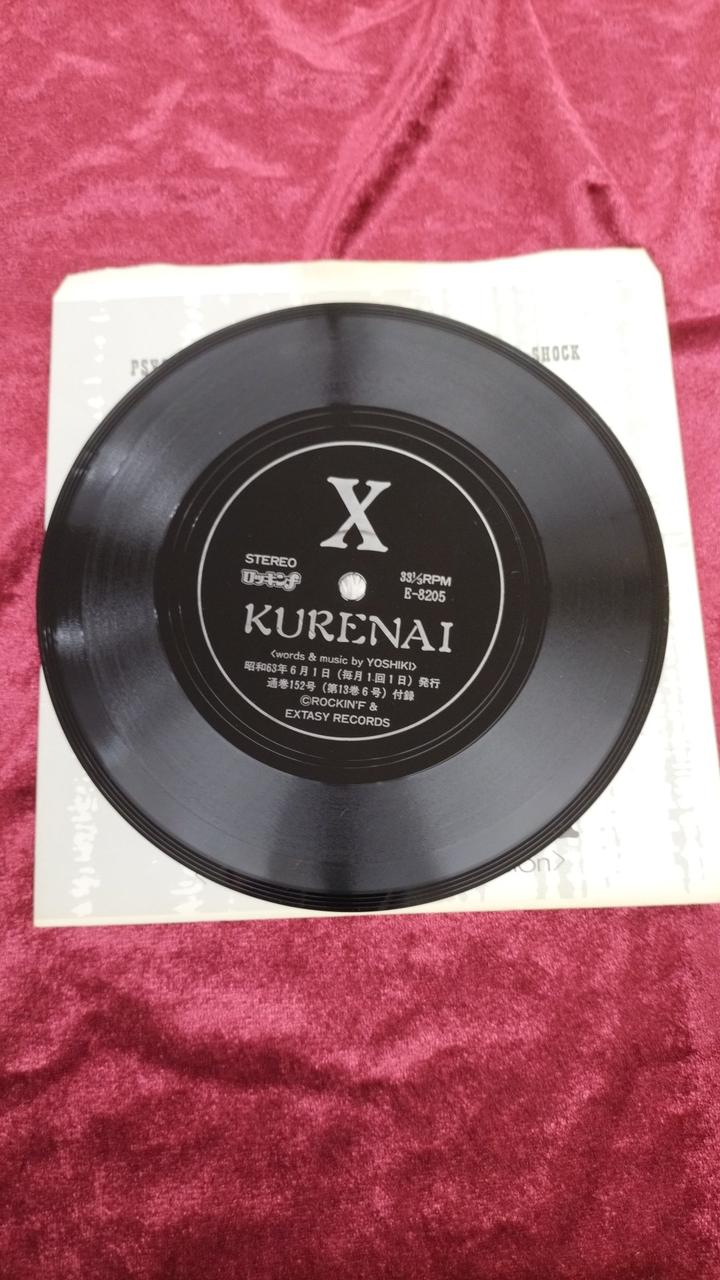 SHOCK
X
STEREO
ロッキンf
33⅓RPM
E-8205
KURENAI
<words & music by YOSHIKI>
昭和63年6月1日（毎月1回1日）発行
通巻152号（第13巻6号）付録
©ROCKIN'F &
EXTASY RECORDS